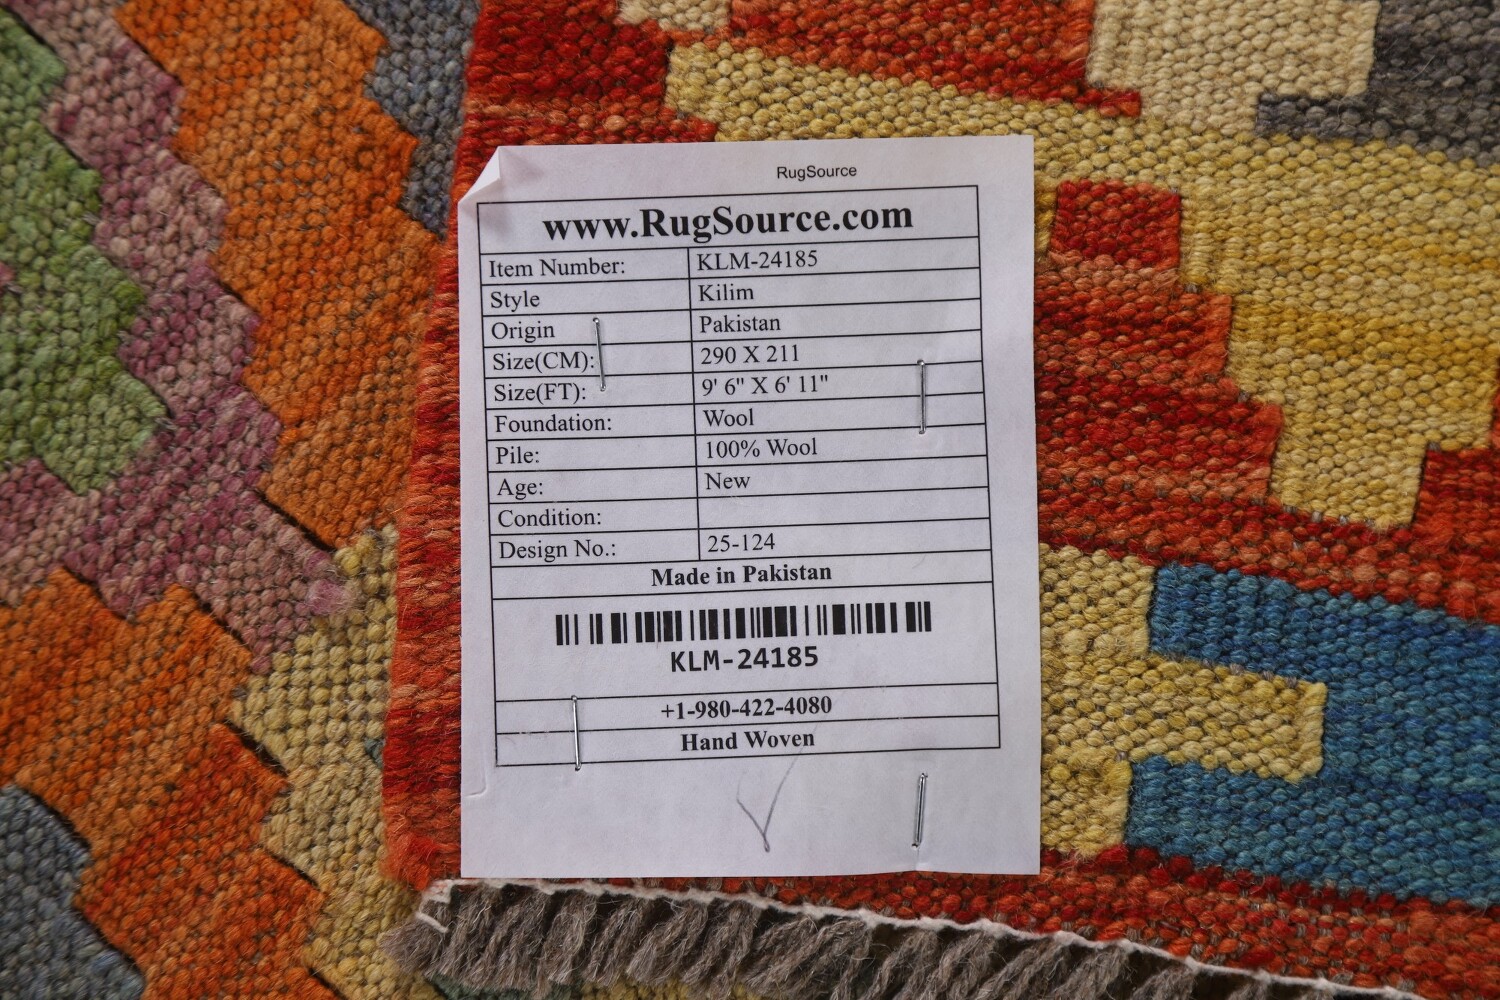 RugSource
www.RugSource.com
Item Number: KLM-24185
Style Kilim
Origin Pakistan
Size(CM): 290 X 211
Size(FT): 9' 6" X 6' 11"
Foundation: Wool
Pile: 100% Wool
Age: New
Condition:
Design No.: 25-124
Made in Pakistan
KLM-24185
+1-980-422-4080
Hand Woven